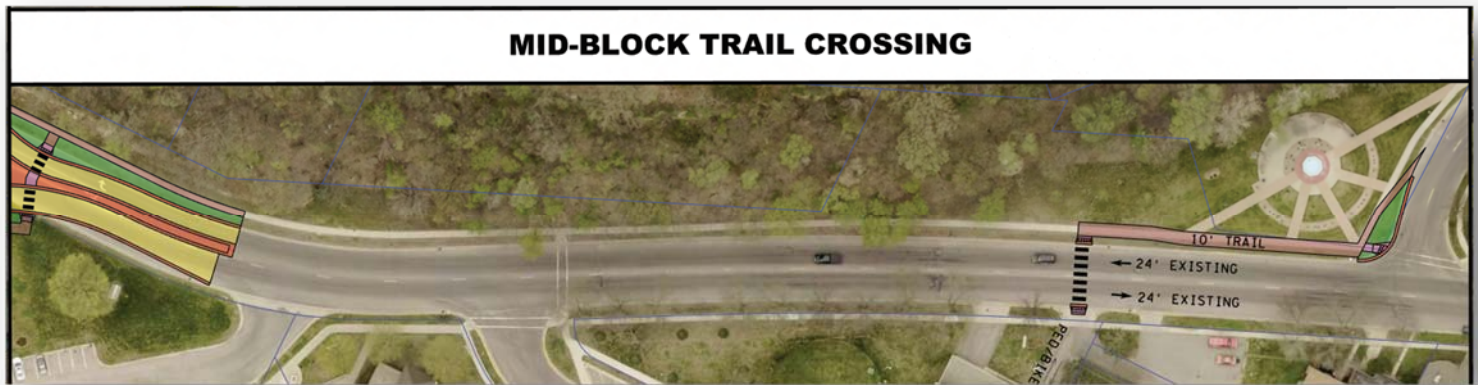 MID-BLOCK TRAIL CROSSING
10' TRAIL
24' EXISTING
24' EXISTING
PED/BIKE